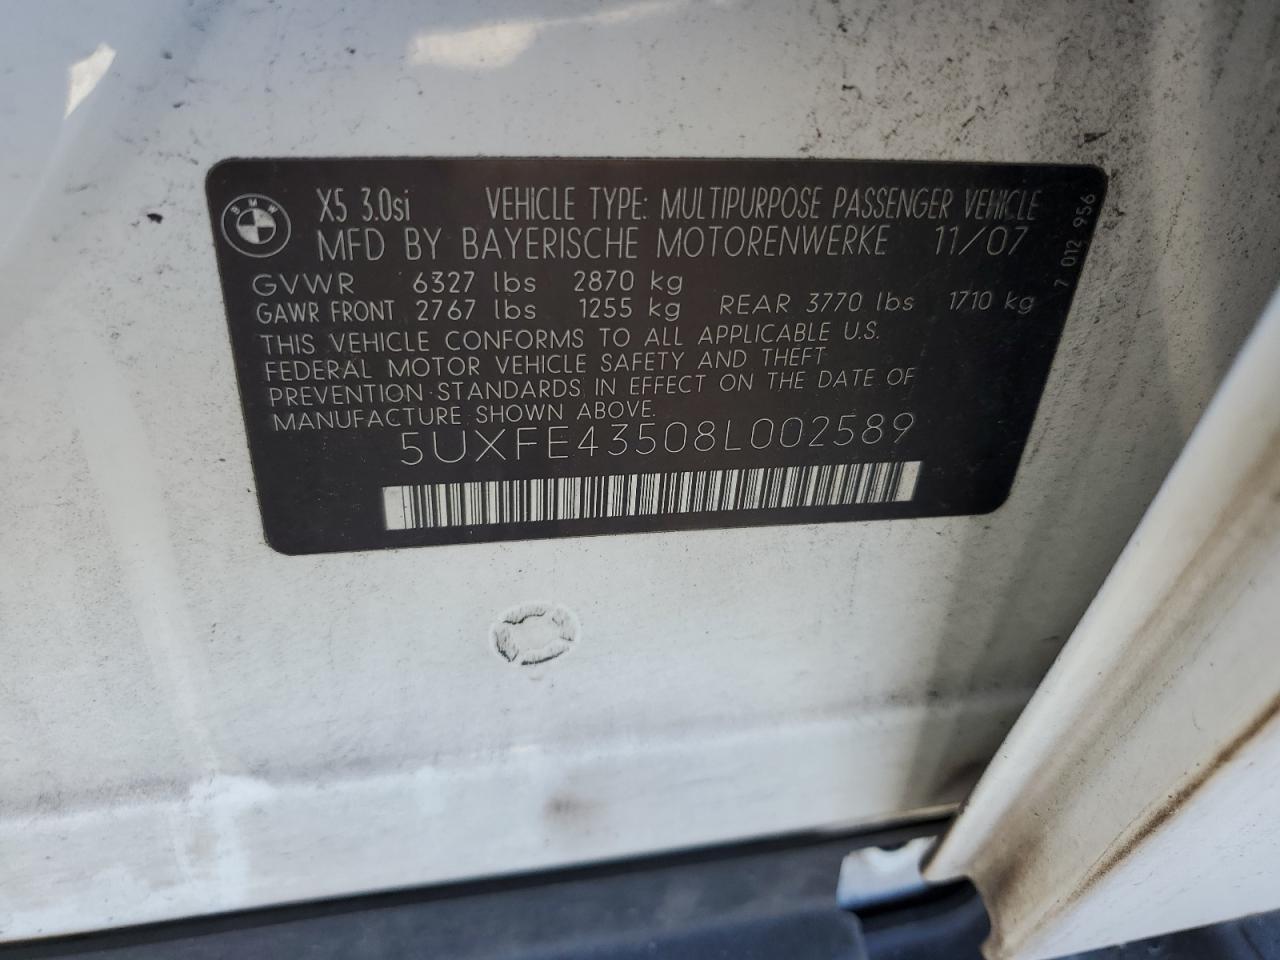 BMW
X5 3.0si VEHICLE TYPE: MULTIPURPOSE PASSENGER VEHICLE
MFD BY BAYERISCHE MOTORENWERKE 11/07
GVWR 6327 lbs 2870 kg
GAWR FRONT 2767 lbs 1255 kg REAR 3770 lbs 1710 kg
THIS VEHICLE CONFORMS TO ALL APPLICABLE U.S.
FEDERAL MOTOR VEHICLE SAFETY AND THEFT
PREVENTION STANDARDS IN EFFECT ON THE DATE OF
MANUFACTURE SHOWN ABOVE.
5UXFE43508L002589
7 012 956